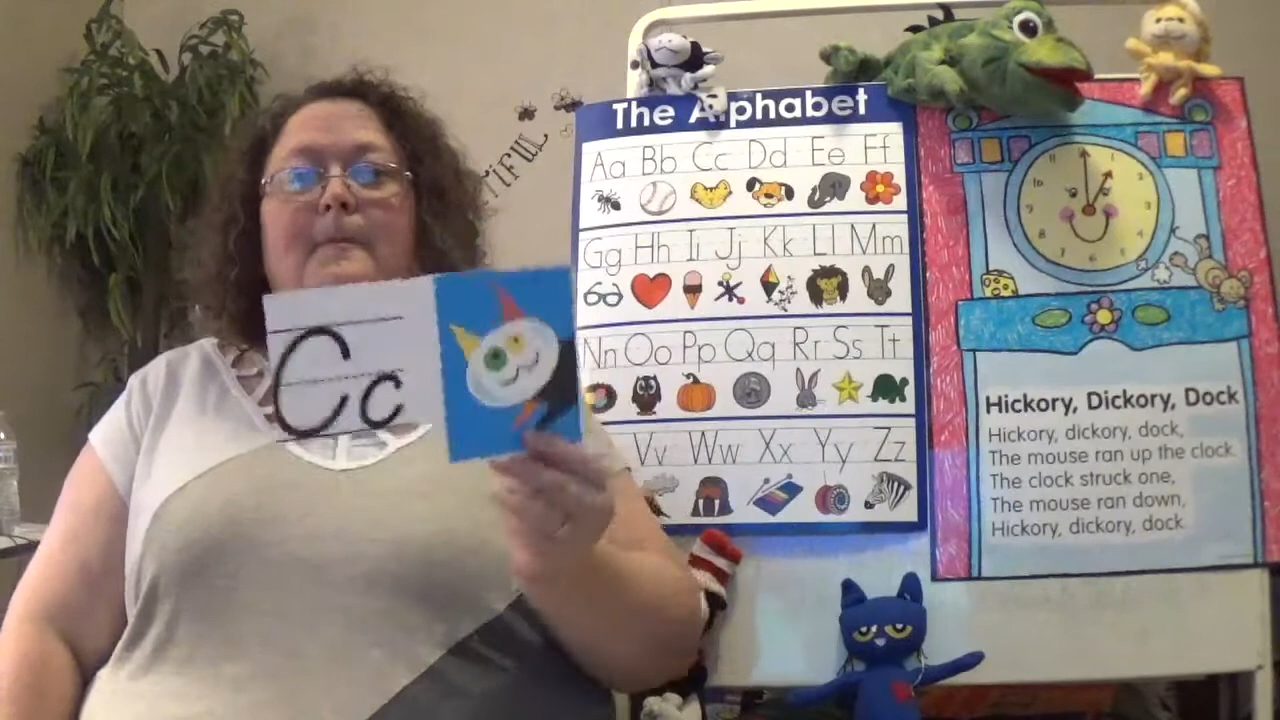 Cc
TIFUL
The Alphabet
Aa Bb Cc Dd Ee Ff
Gg Hh Ii Jj Kk Ll Mm
Nn Oo Pp Qq Rr Ss Tt
Vv Ww Xx Yy Zz
Hickory, Dickory, Dock
Hickory, dickory, dock,
The mouse ran up the clock.
The clock struck one,
The mouse ran down,
Hickory, dickory, dock.